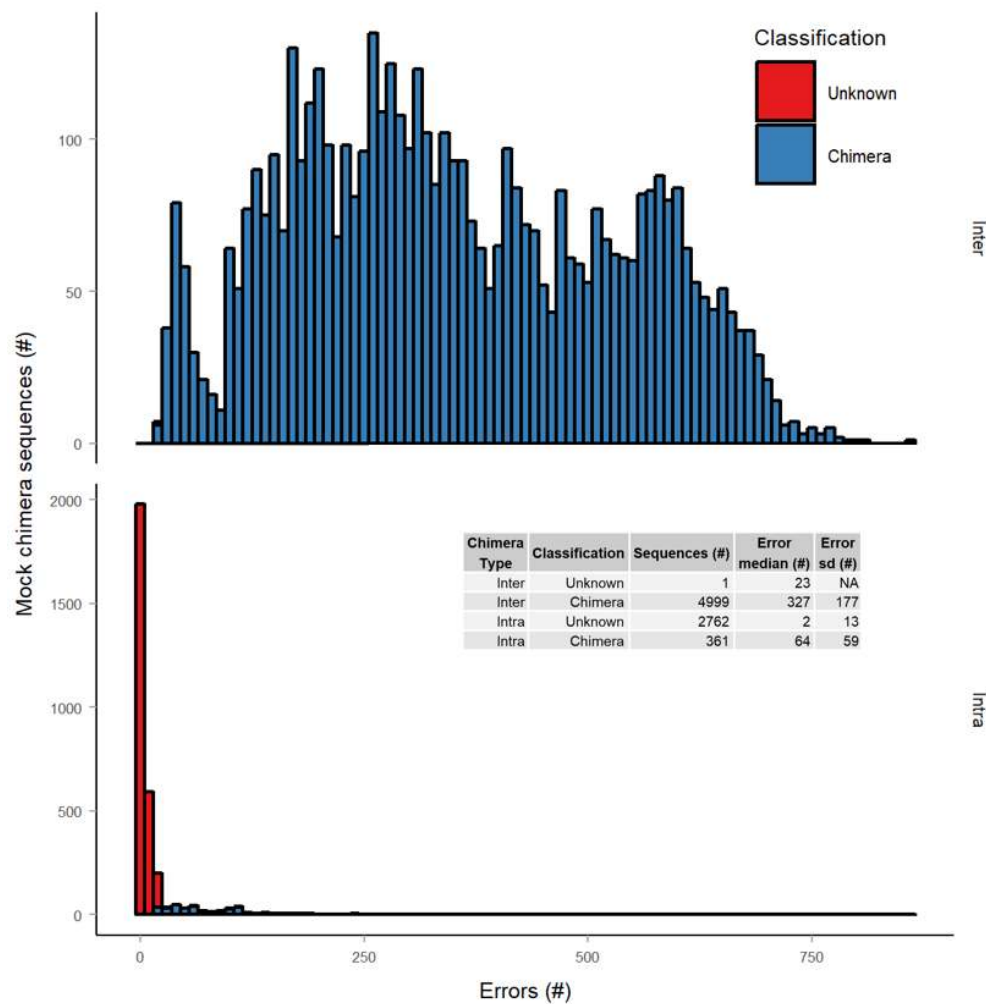 Classification
Unknown
Chimera
100
50
0
Inter
Mock chimera sequences (#)
2000
1500
1000
500
0
Chimera Type Classification Sequences (#) Error median (#) Error sd (#)
Inter Unknown 1 23 NA
Inter Chimera 4999 327 177
Intra Unknown 2762 2 13
Intra Chimera 361 64 59
Intra
0 250 500 750
Errors (#)